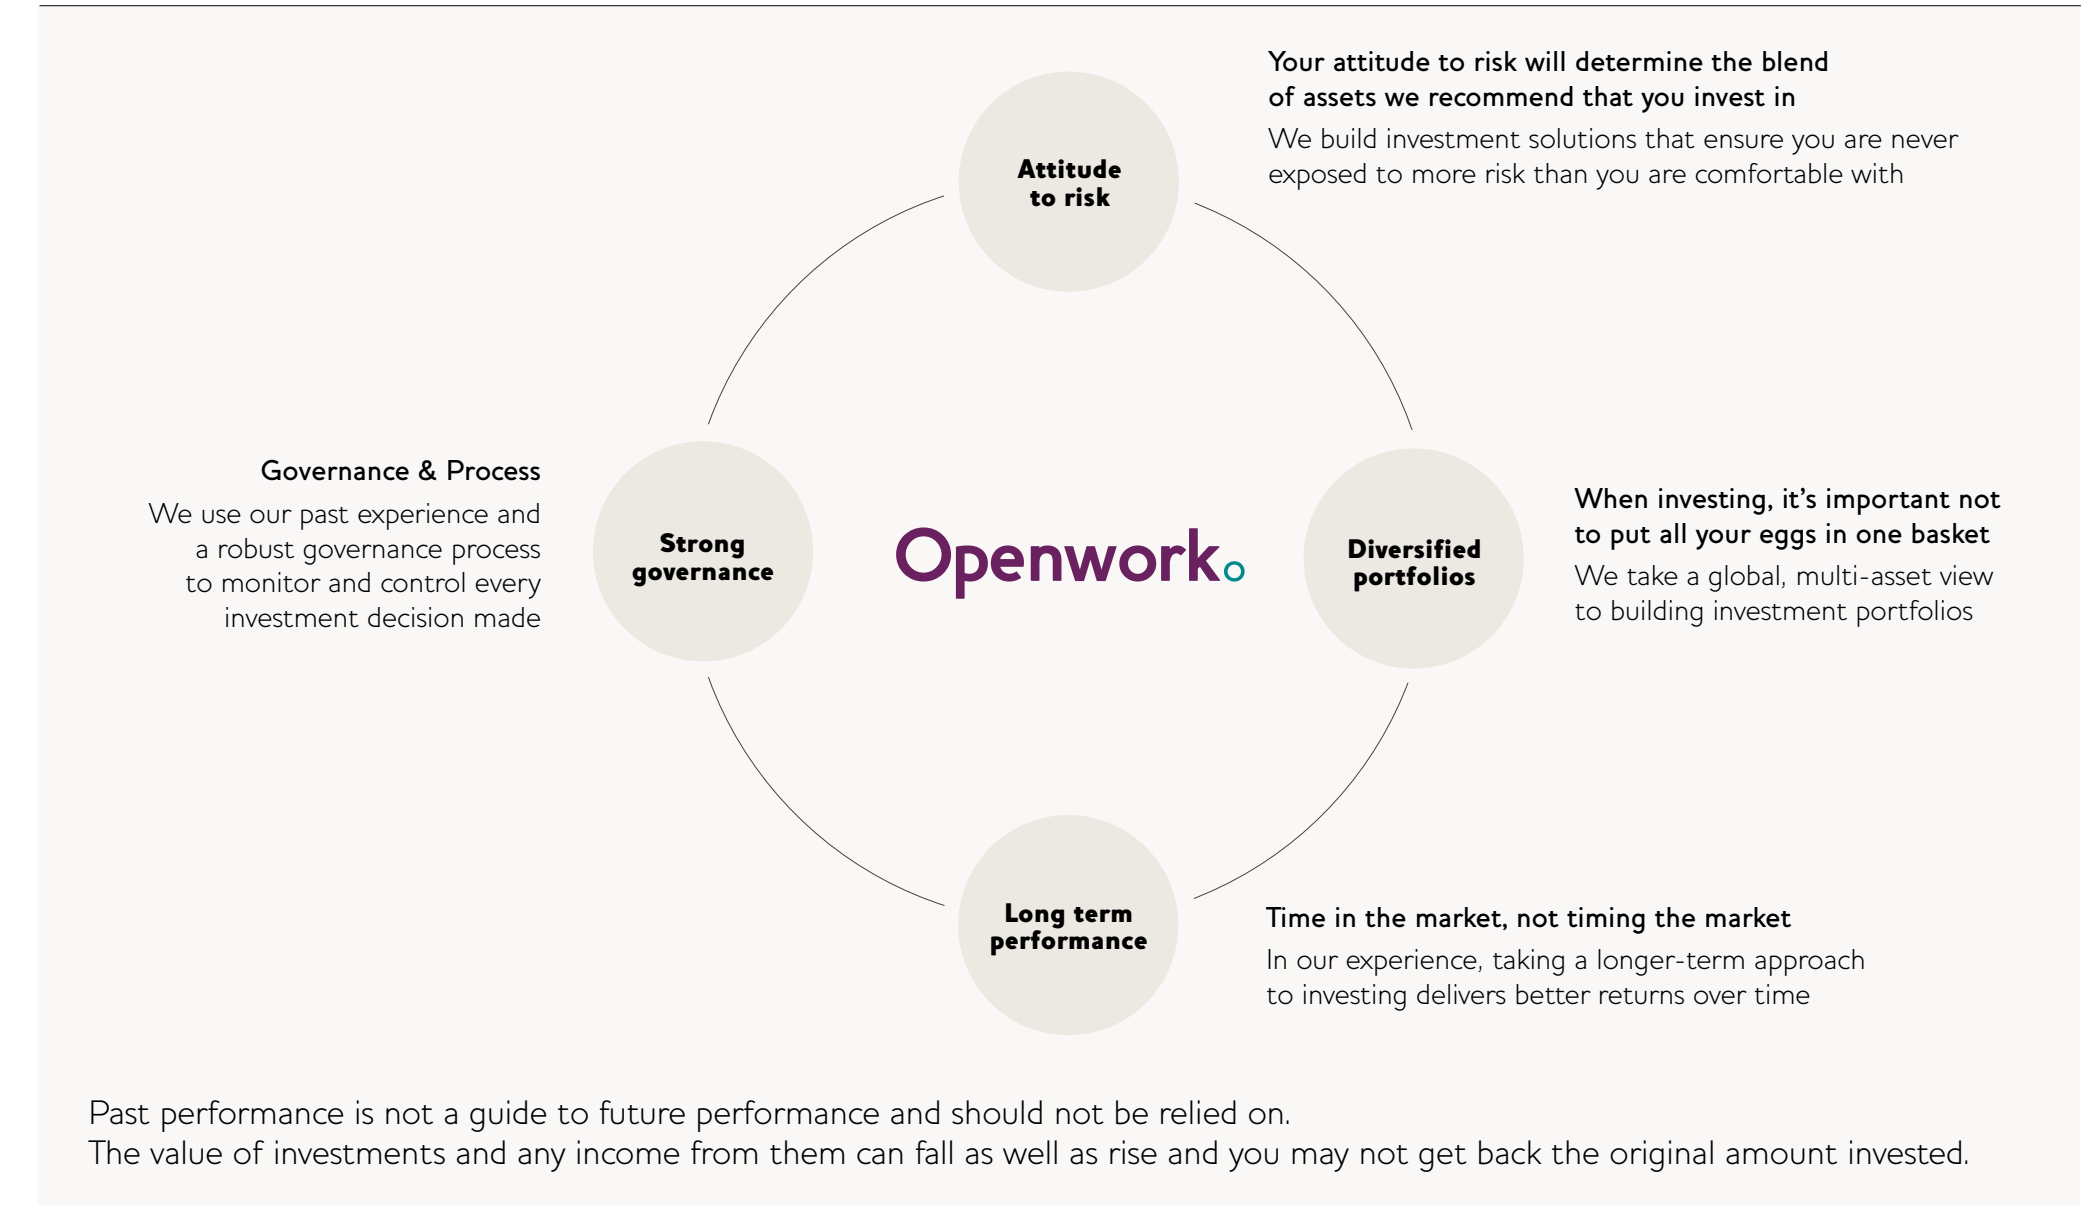 Your attitude to risk will determine the blend
of assets we recommend that you invest in
We build investment solutions that ensure you are never
exposed to more risk than you are comfortable with
Attitude
to risk
Governance & Process
We use our past experience and
a robust governance process
to monitor and control every
investment decision made
Strong
governance
Openwork
Diversified
portfolios
When investing, it's important not
to put all your eggs in one basket
We take a global, multi-asset view
to building investment portfolios
Long term
performance
Time in the market, not timing the market
In our experience, taking a longer-term approach
to investing delivers better returns over time
Past performance is not a guide to future performance and should not be relied on.
The value of investments and any income from them can fall as well as rise and you may not get back the original amount invested.